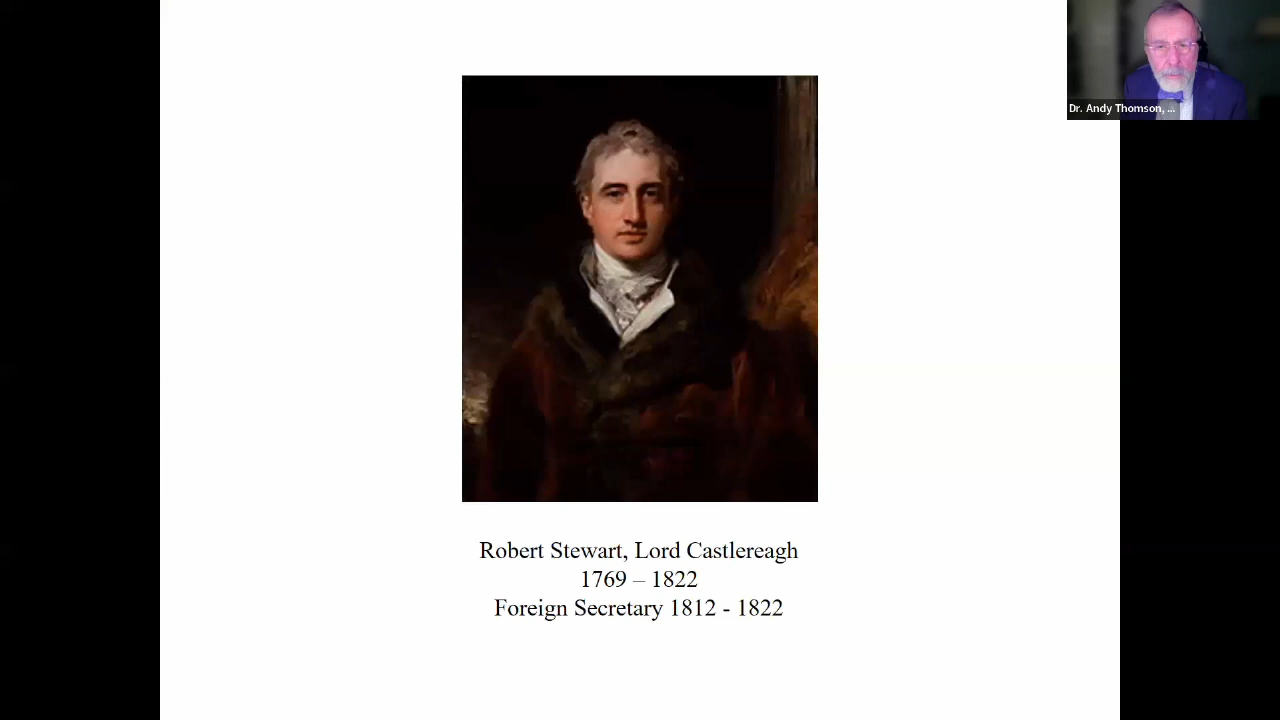 Dr. Andy Thomson, ...
Robert Stewart, Lord Castlereagh
1769 – 1822
Foreign Secretary 1812 - 1822